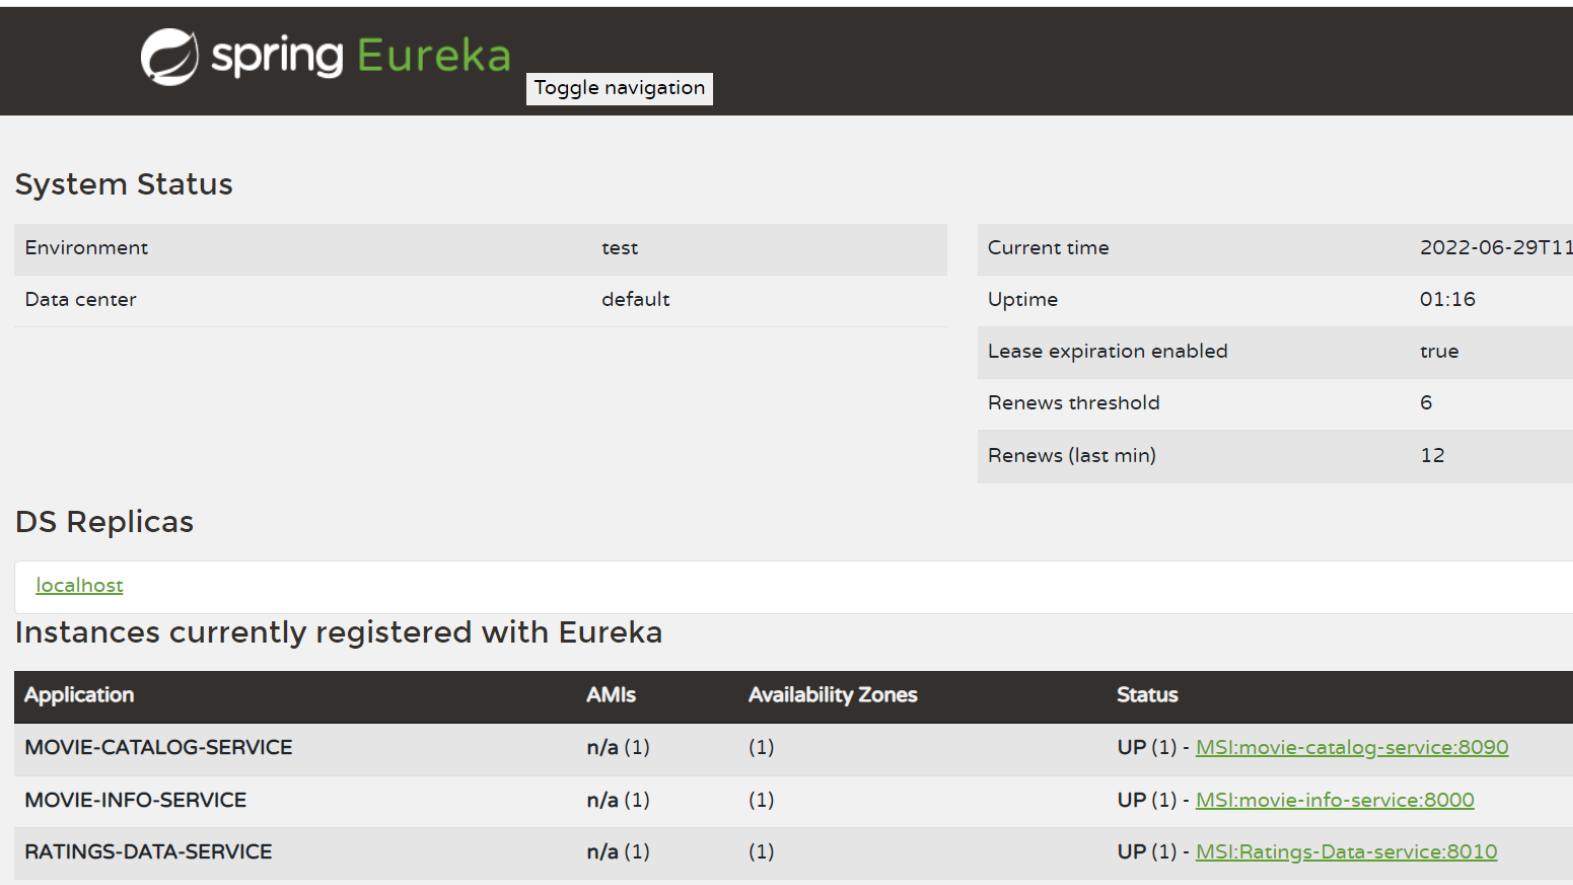 spring Eureka
Toggle navigation
System Status
Environment test
Data center default
Current time 2022-06-29T11
Uptime 01:16
Lease expiration enabled true
Renews threshold 6
Renews (last min) 12
DS Replicas
localhost
Instances currently registered with Eureka
Application AMIs Availability Zones Status
MOVIE-CATALOG-SERVICE n/a (1) (1) UP (1) - MSI:movie-catalog-service:8090
MOVIE-INFO-SERVICE n/a (1) (1) UP (1) - MSI:movie-info-service:8000
RATINGS-DATA-SERVICE n/a (1) (1) UP (1) - MSI:Ratings-Data-service:8010